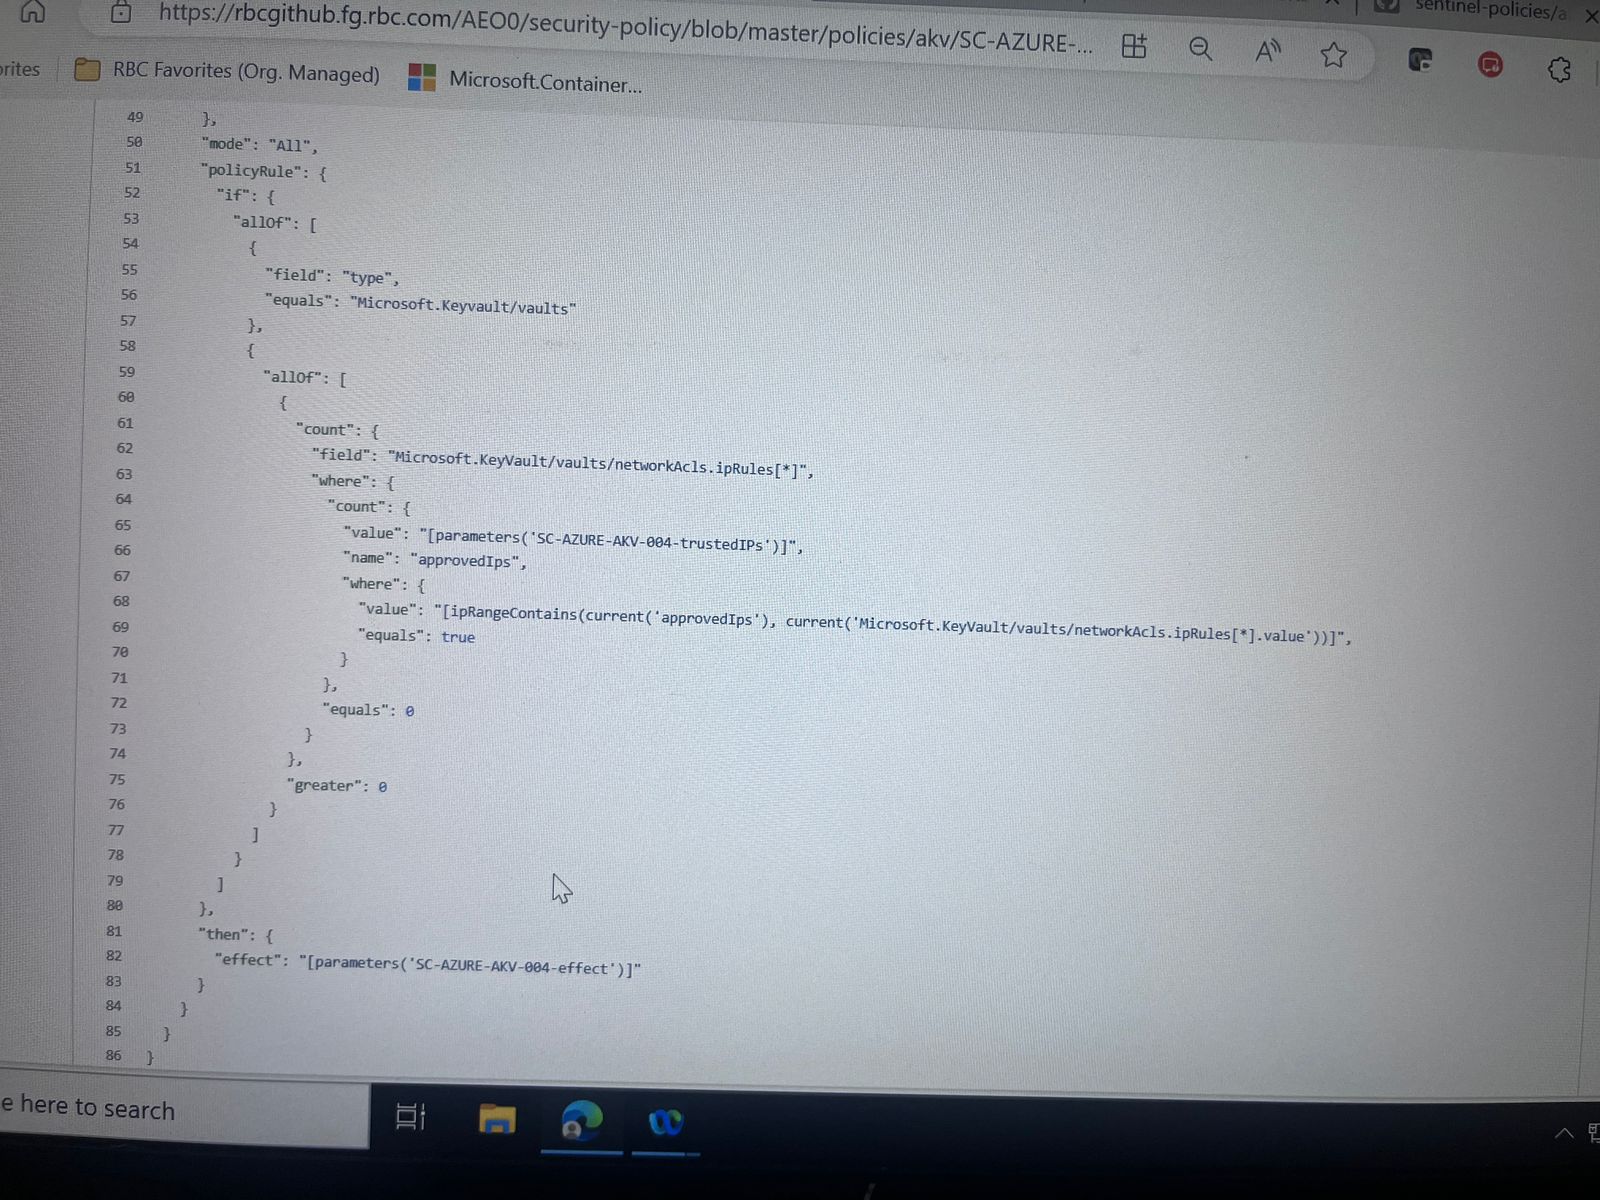 sentinel-policies/a
https://rbcgithub.fg.rbc.com/AEO0/security-policy/blob/master/policies/akv/SC-AZURE-...
RBC Favorites (Org. Managed)
Microsoft.Container...
49 },
50 "mode": "All",
51 "policyRule": {
52 "if": {
53 "allOf": [
54 {
55 "field": "type",
56 "equals": "Microsoft.Keyvault/vaults"
57 },
58 {
59 "allOf": [
60 {
61 "count": {
62 "field": "Microsoft.KeyVault/vaults/networkAcls.ipRules[*]",
63 "where": {
64 "count": {
65 "value": "[parameters('SC-AZURE-AKV-004-trustedIPs')]",
66 "name": "approvedIps",
67 "where": {
68 "value": "[ipRangeContains(current('approvedIps'), current('Microsoft.KeyVault/vaults/networkAcls.ipRules[*].value'))]",
69 "equals": true
70 }
71 },
72 "equals": 0
73 }
74 },
75 "greater": 0
76 }
77 ]
78 }
79 ]
80 },
81 "then": {
82 "effect": "[parameters('SC-AZURE-AKV-004-effect')]"
83 }
84 }
85 }
86 }
e here to search